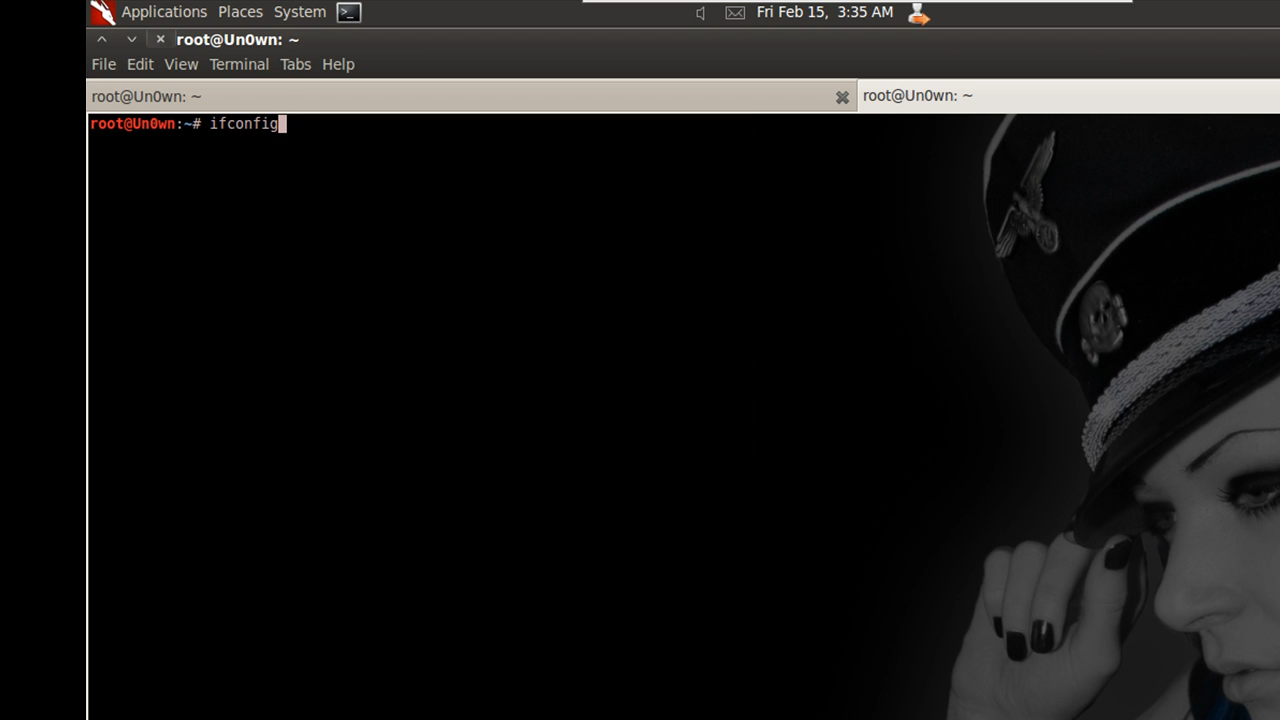 Applications Places System Fri Feb 15, 3:35 AM
root@Un0wn: ~
File Edit View Terminal Tabs Help
root@Un0wn: ~ root@Un0wn: ~
root@Un0wn:~# ifconfig